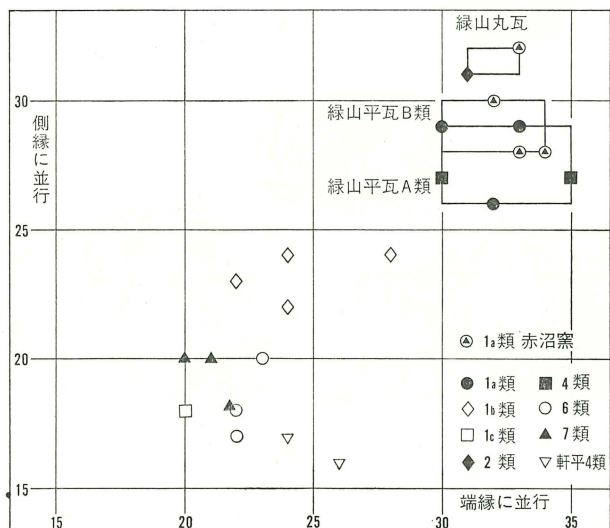 緑山丸瓦
30
側縁に並行
緑山平瓦B類
緑山平瓦A類
25
20
15
1a類 赤沼窯
1a類
4類
1b類
6類
1c類
7類
2類
軒平4類
端縁に並行
15
20
25
30
35